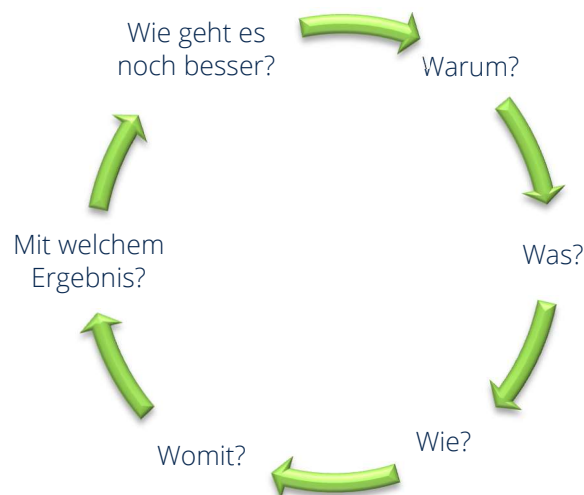 Wie geht es
noch besser?
Warum?
Was?
Wie?
Womit?
Mit welchem
Ergebnis?